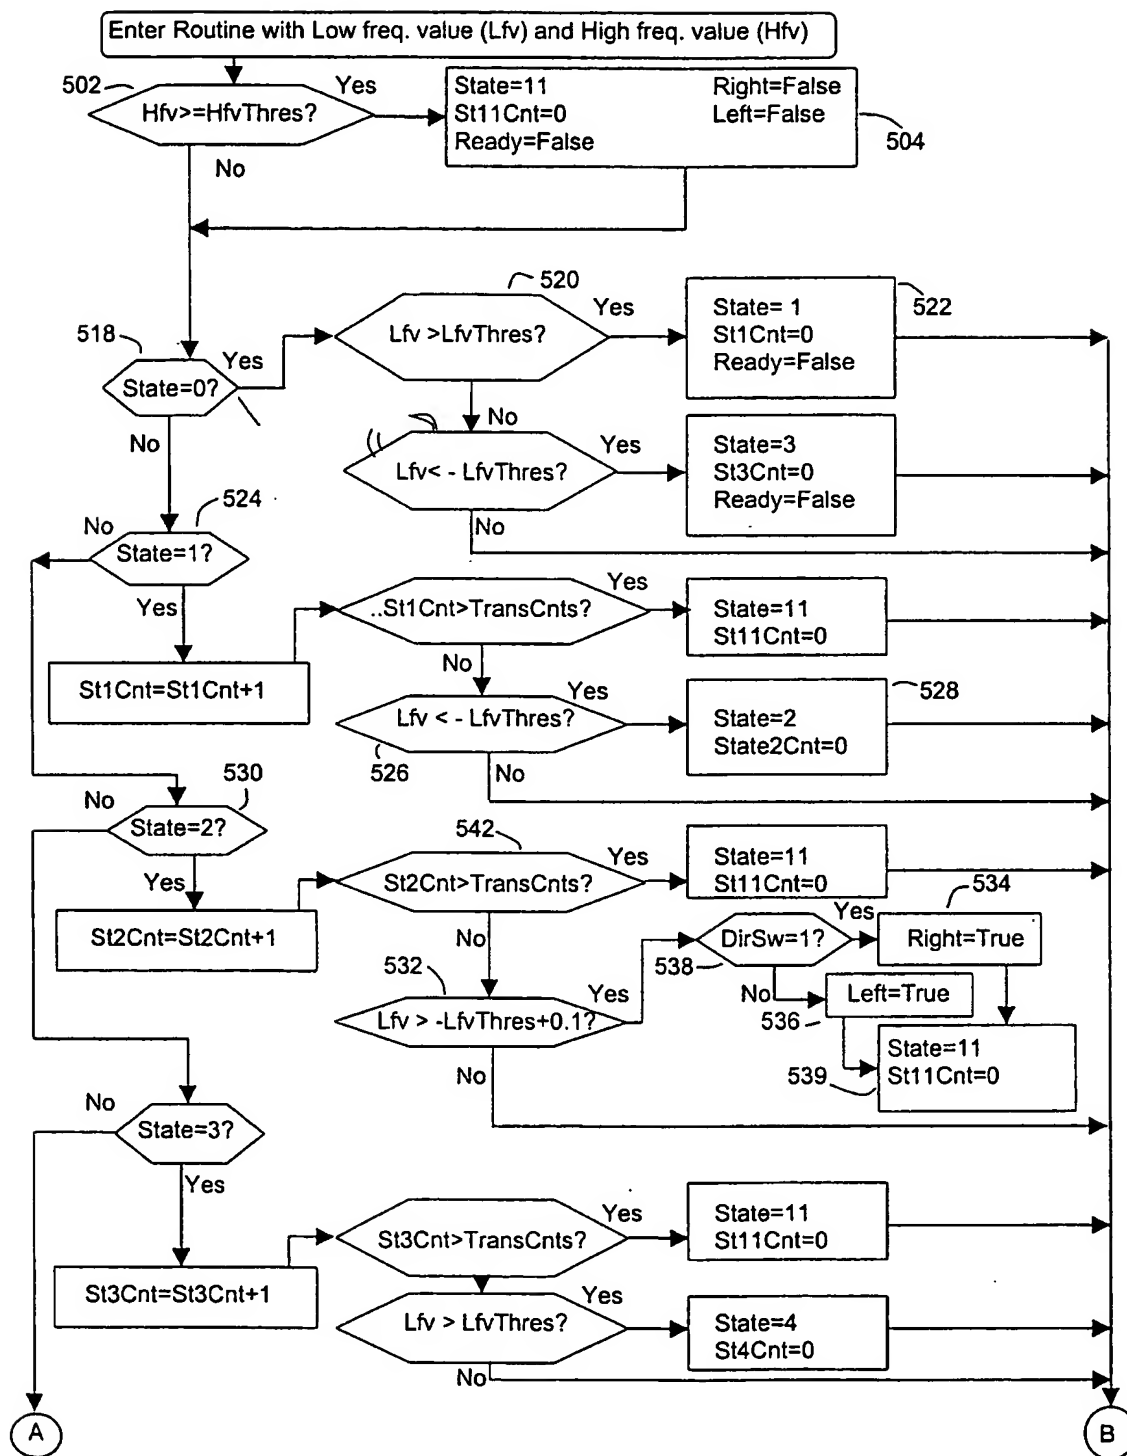 Enter Routine with Low freq. value (Lfv) and High freq. value (Hfv)
502
Hfv>=HfvThres?
Yes
No
State=11
St11Cnt=0
Ready=False
Right=False
Left=False
504
518
State=0?
Yes
No
520
Lfv >LfvThres?
Yes
No
State= 1
St1Cnt=0
Ready=False
522
Lfv< - LfvThres?
Yes
No
State=3
St3Cnt=0
Ready=False
524
No
State=1?
Yes
St1Cnt=St1Cnt+1
..St1Cnt>TransCnts?
Yes
No
State=11
St11Cnt=0
Lfv < - LfvThres?
Yes
526
No
State=2
State2Cnt=0
528
530
No
State=2?
Yes
St2Cnt=St2Cnt+1
542
St2Cnt>TransCnts?
Yes
No
State=11
St11Cnt=0
532
Lfv > -LfvThres+0.1?
Yes
No
DirSw=1?
538
Yes
No
534
Right=True
Left=True
536
State=11
St11Cnt=0
539
No
State=3?
Yes
St3Cnt=St3Cnt+1
St3Cnt>TransCnts?
Yes
State=11
St11Cnt=0
Lfv > LfvThres?
Yes
No
State=4
St4Cnt=0
A
B